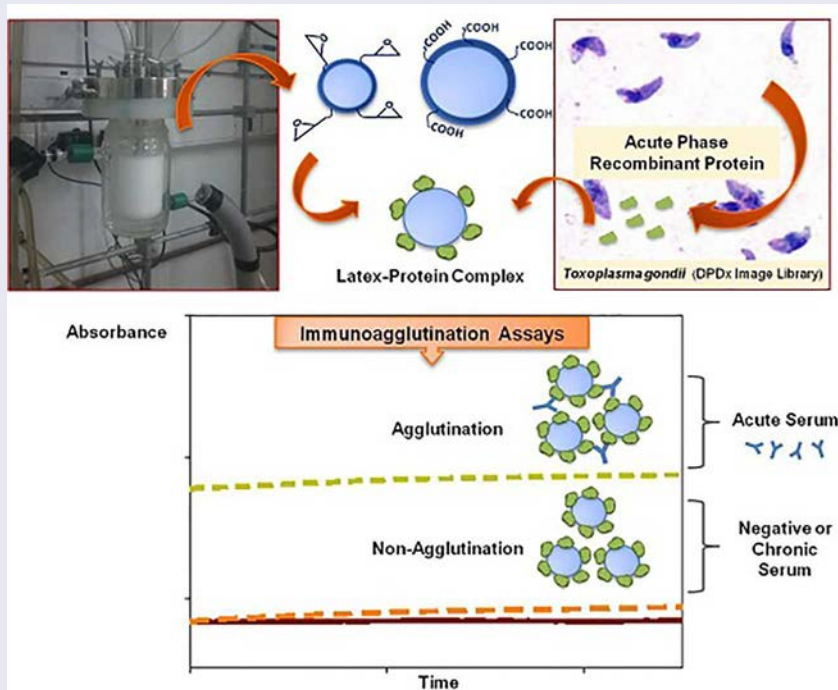 O
O
O
O
COOH
COOH
COOH
COOH
COOH
Acute Phase
Recombinant Protein
Toxoplasma gondii (DPDx Image Library)
Latex-Protein Complex
Absorbance
Immunoagglutination Assays
Agglutination
Acute Serum
Non-Agglutination
Negative or
Chronic
Serum
Time